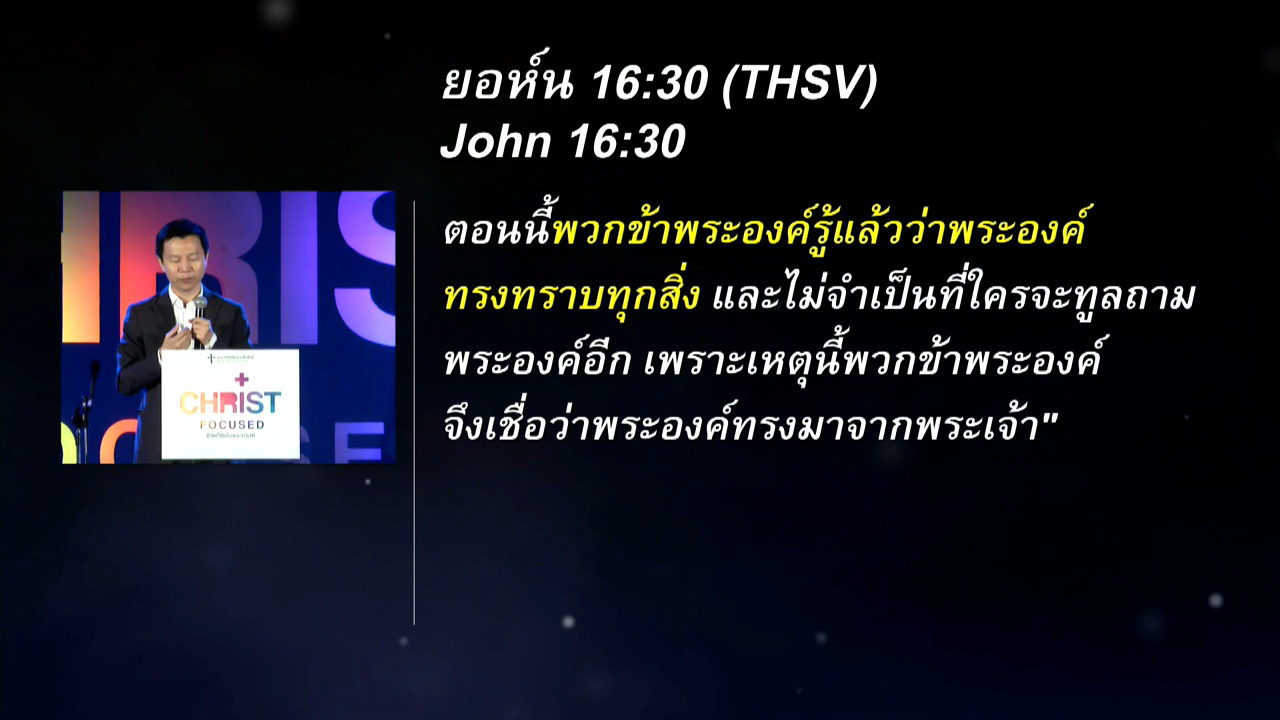 ยอห์น 16:30 (THSV)
John 16:30
ตอนนี้พวกข้าพระองค์รู้แล้วว่าพระองค์
ทรงทราบทุกสิ่ง และไม่จำเป็นที่ใครจะทูลถาม
พระองค์อีก เพราะเหตุนี้พวกข้าพระองค์
จึงเชื่อว่าพระองค์ทรงมาจากพระเจ้า"
CHRIST
FOCUSED